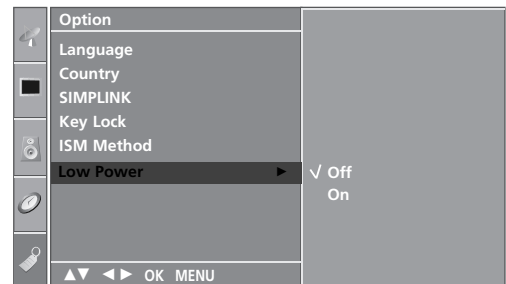 Option
Language
Country
SIMPLINK
Key Lock
ISM Method
Low Power ► √ Off
On
▲▼ ◄► OK MENU